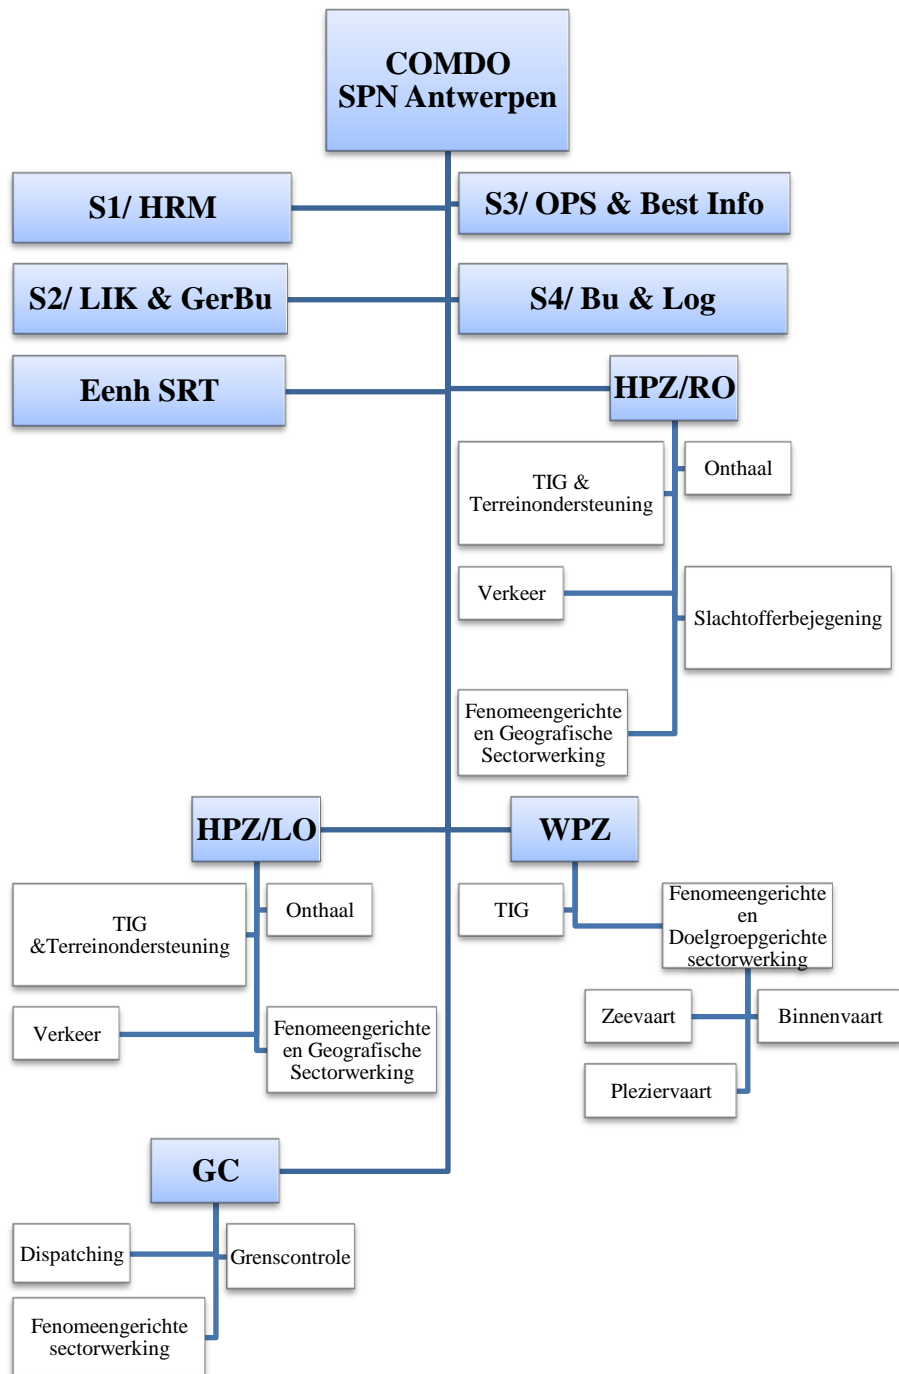 COMDO
SPN Antwerpen
S1/ HRM
S3/ OPS & Best Info
S2/ LIK & GerBu
S4/ Bu & Log
Eenh SRT
HPZ/RO
Onthaal
TIG &
Terreinondersteuning
Verkeer
Slachtofferbejegening
Fenomeengerichte
en Geografische
Sectorwerking
HPZ/LO
WPZ
Onthaal
TIG
&Terreinondersteuning
Verkeer
Fenomeengerichte
en Geografische
Sectorwerking
TIG
Fenomeengerichte
en
Doelgroepgerichte
sectorwerking
Zeevaart
Binnenvaart
Pleziervaart
GC
Dispatching
Grenscontrole
Fenomeengerichte
sectorwerking